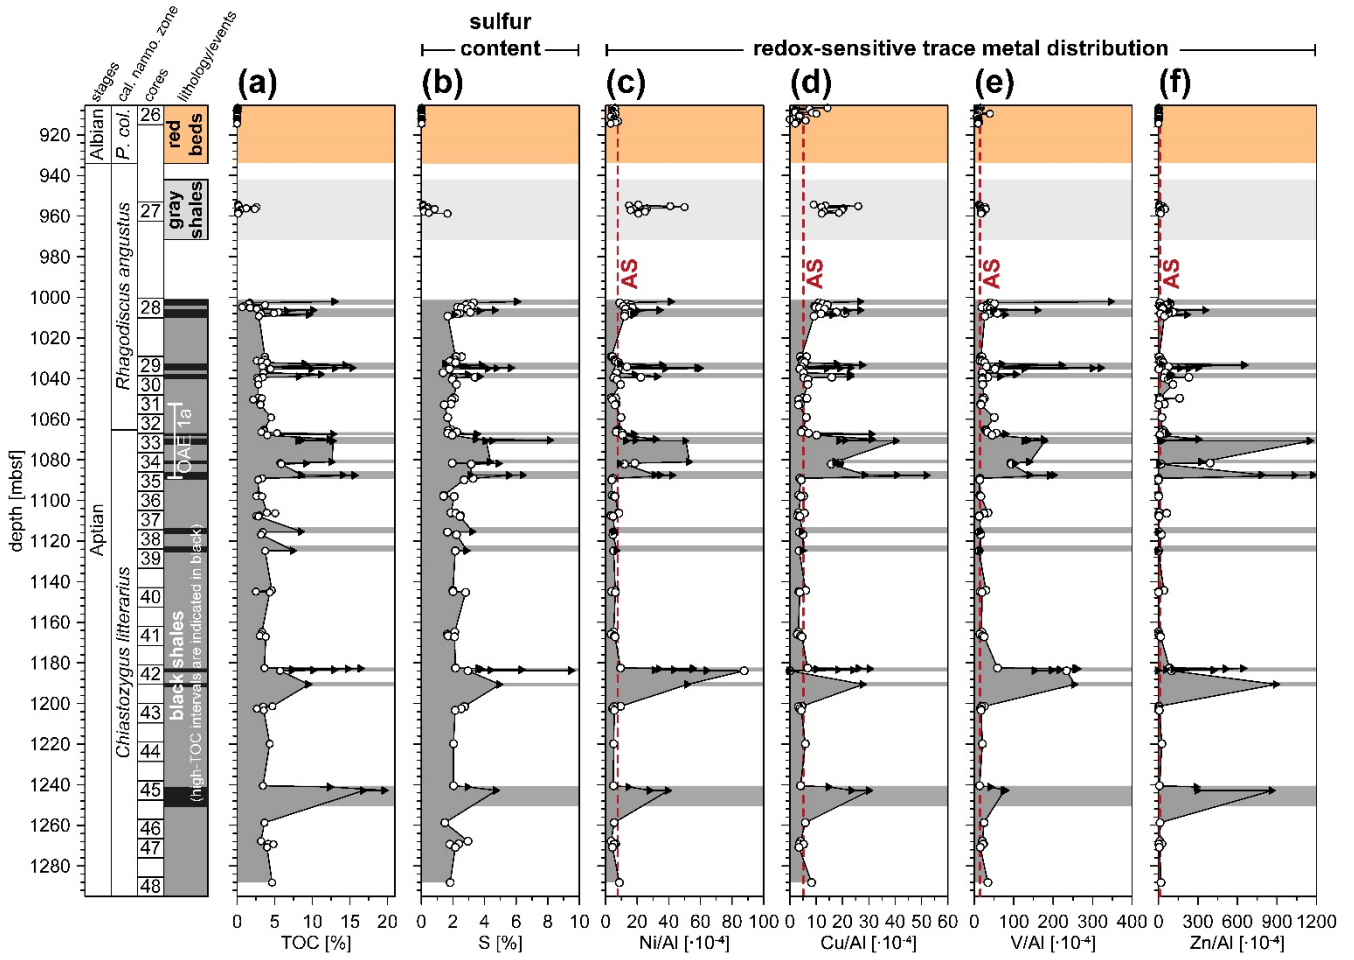 sulfur
content
redox-sensitive trace metal distribution
stages
cal. nanno. zone
cores
lithology/events
(a)
(b)
(c)
(d)
(e)
(f)
depth [mbsf]
920
940
960
980
1000
1020
1040
1060
1080
1100
1120
1140
1160
1180
1200
1220
1240
1260
1280
Albian
Aptian
P. col.
Rhagodiscus angustus
Chiastozygus litterarius
26
27
28
29
30
31
32
33
34
35
36
37
38
39
40
41
42
43
44
45
46
47
48
red
beds
gray
shales
OAE 1a
black shales
(high-TOC intervals are indicated in black)
AS
AS
AS
AS
0 5 10 15 20
TOC [%]
0 2 4 6 8 10
S [%]
0 20 40 60 80 100
Ni/Al [·10⁻⁴]
0 10 20 30 40 50 60
Cu/Al [·10⁻⁴]
0 100 200 300 400
V/Al [·10⁻⁴]
0 300 600 900 1200
Zn/Al [·10⁻⁴]